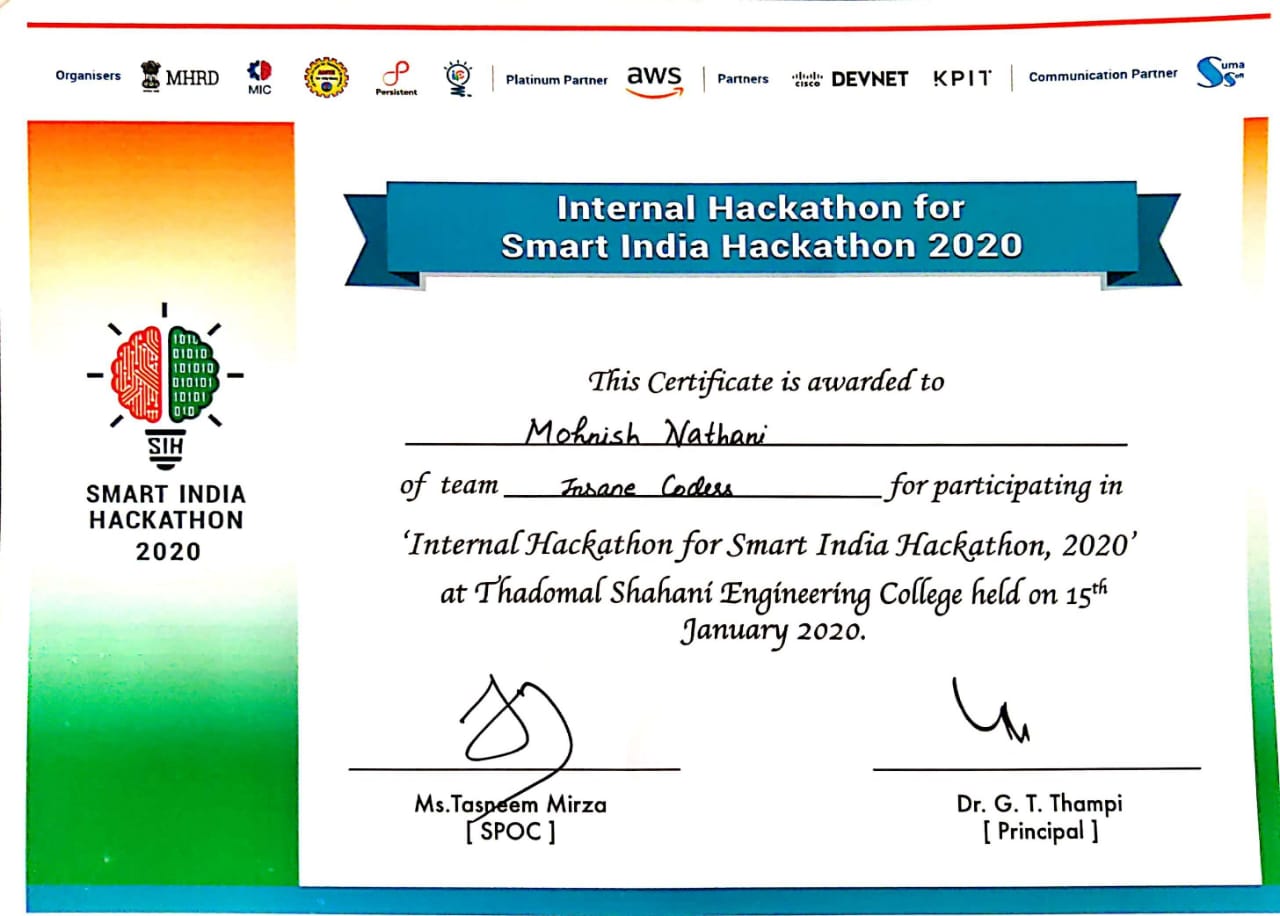 Organisers MHRD MIC Persistent Platinum Partner aws Partners cisco DEVNET KPIT Communication Partner Suma Soft
Internal Hackathon for
Smart India Hackathon 2020
1010
01010
101010
010101
10101
010
SIH
SMART INDIA
HACKATHON
2020
This Certificate is awarded to
Mohnish Nathani
of team Insane Coders for participating in
‘Internal Hackathon for Smart India Hackathon, 2020’
at Thadomal Shahani Engineering College held on 15th
January 2020.
Ms.Tasneem Mirza
[ SPOC ]
Dr. G. T. Thampi
[ Principal ]